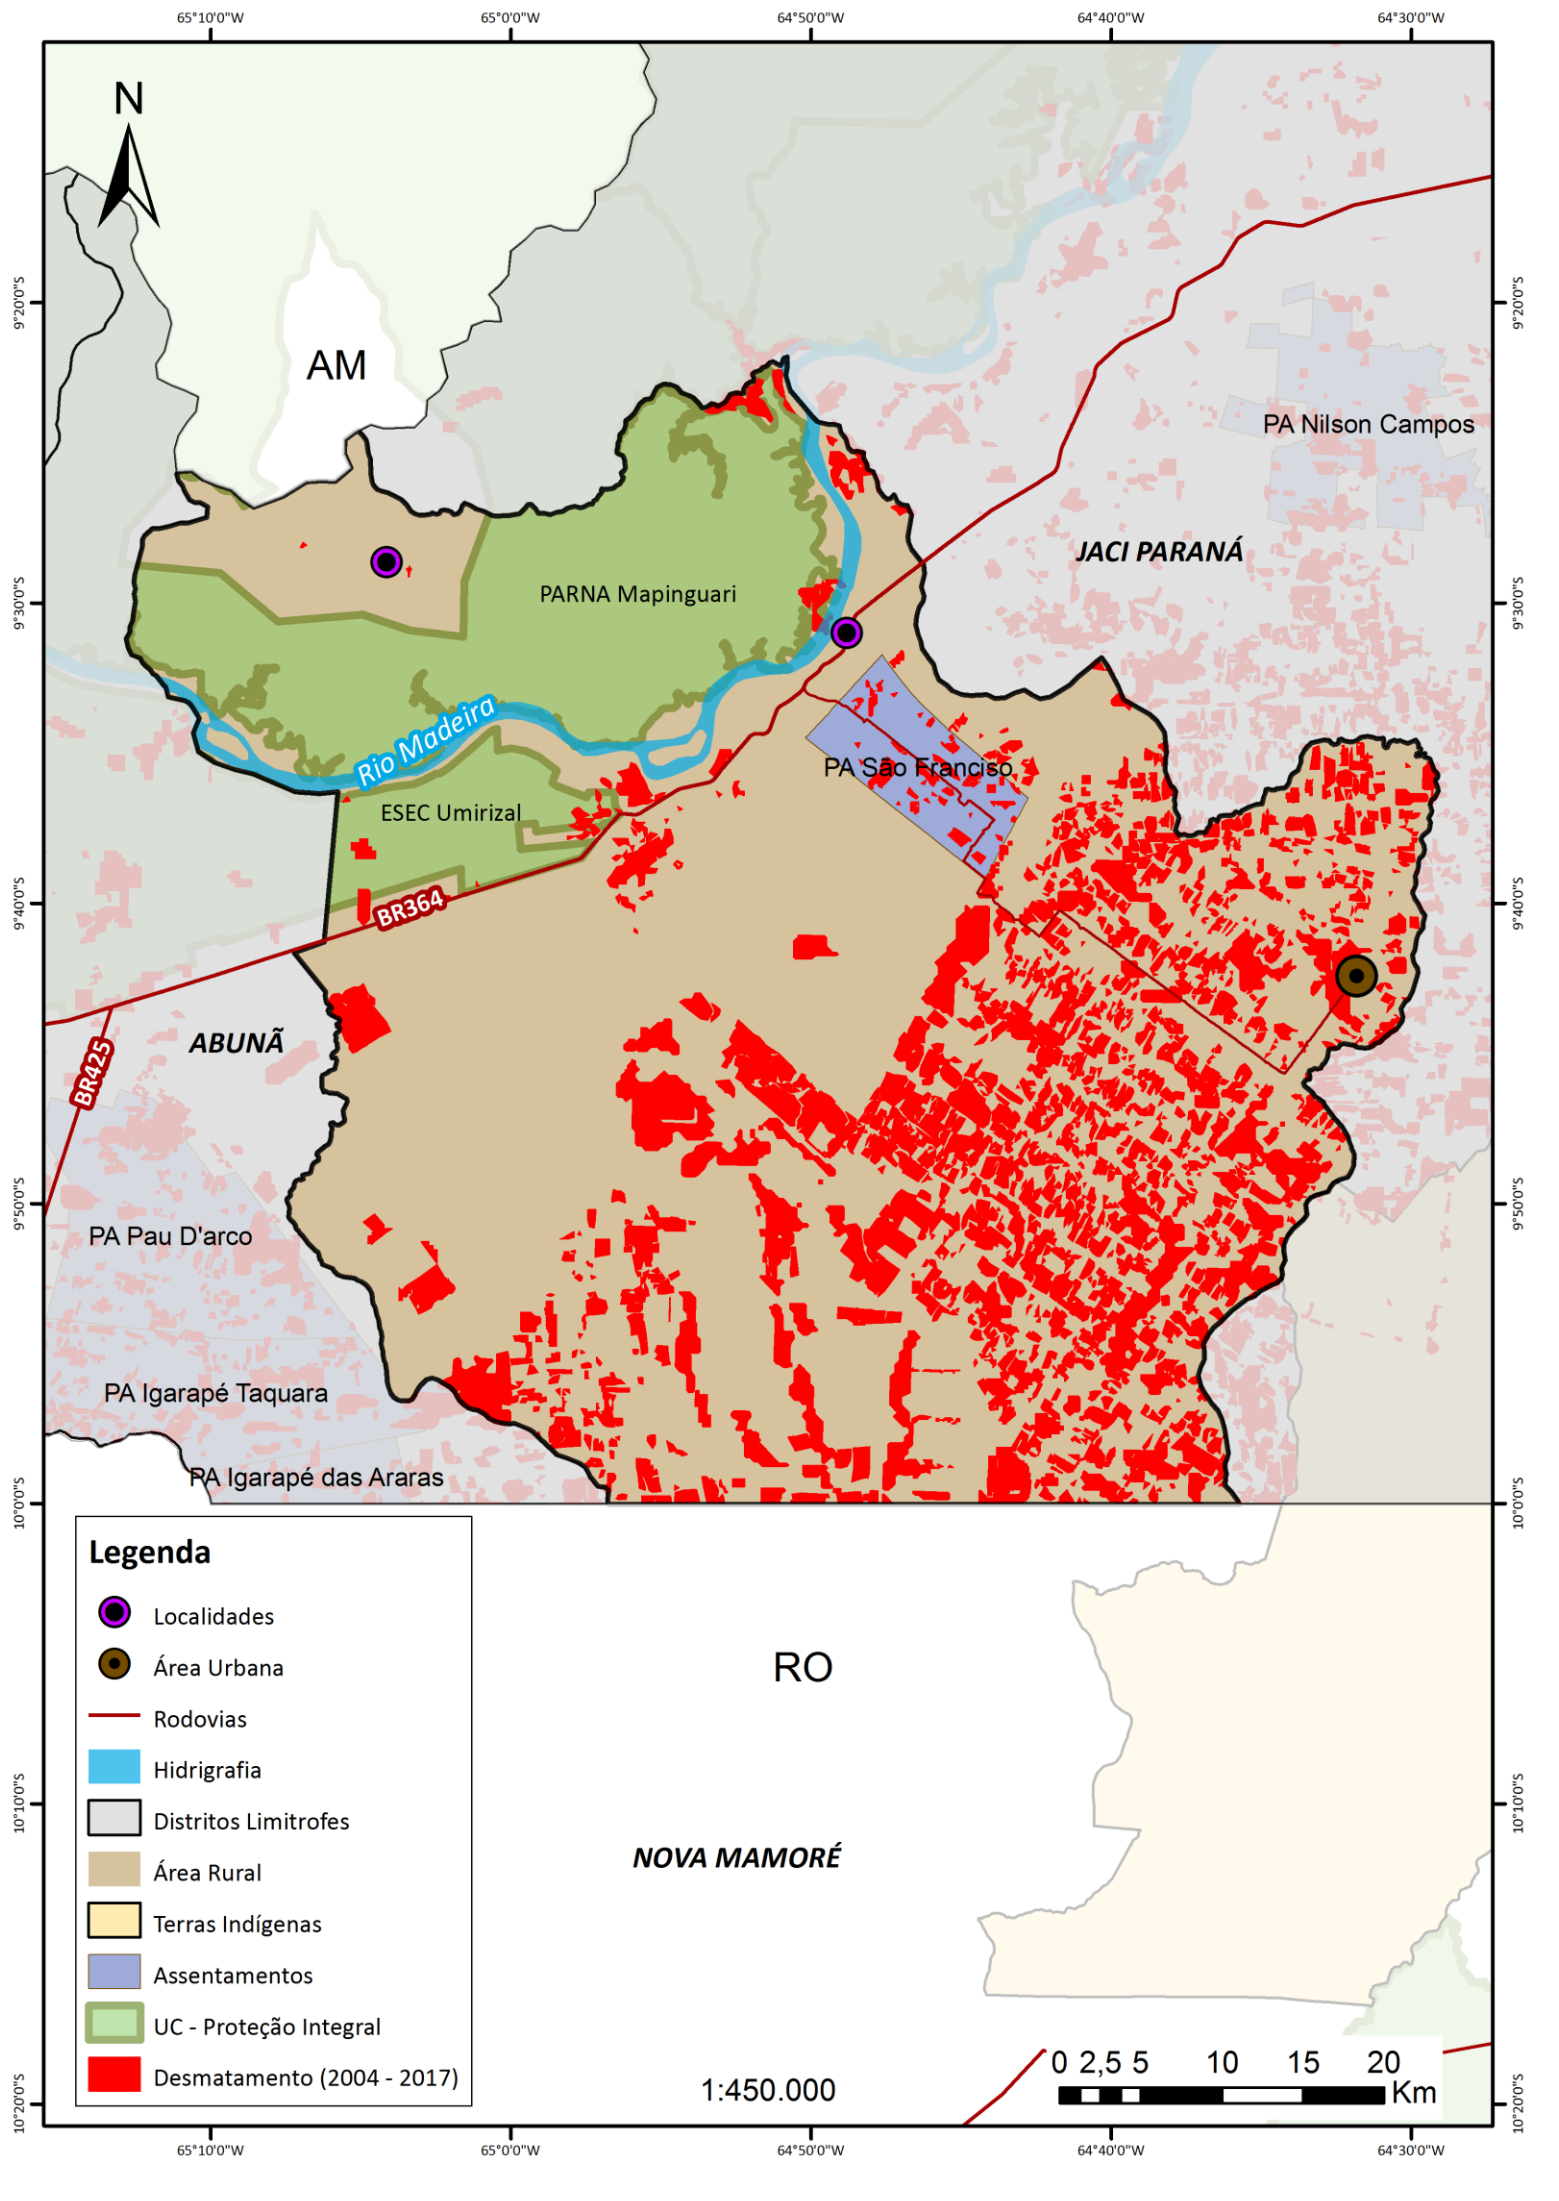 65°10'0"W
65°0'0"W
64°50'0"W
64°40'0"W
64°30'0"W
N
9°20'0"S
9°20'0"S
AM
PA Nilson Campos
JACI PARANÁ
9°30'0"S
PARNA Mapinguari
9°30'0"S
Rio Madeira
PA São Franciso
ESEC Umirizal
9°40'0"S
BR364
9°40'0"S
ABUNÃ
BR425
9°50'0"S
9°50'0"S
PA Pau D'arco
PA Igarapé Taquara
PA Igarapé das Araras
10°0'0"S
10°0'0"S
Legenda
Localidades
Área Urbana
Rodovias
Hidrigrafia
Distritos Limitrofes
Área Rural
Terras Indígenas
Assentamentos
UC - Proteção Integral
Desmatamento (2004 - 2017)
RO
10°10'0"S
10°10'0"S
NOVA MAMORÉ
0 2,5 5 10 15 20
Km
1:450.000
10°20'0"S
10°20'0"S
65°10'0"W
65°0'0"W
64°50'0"W
64°40'0"W
64°30'0"W